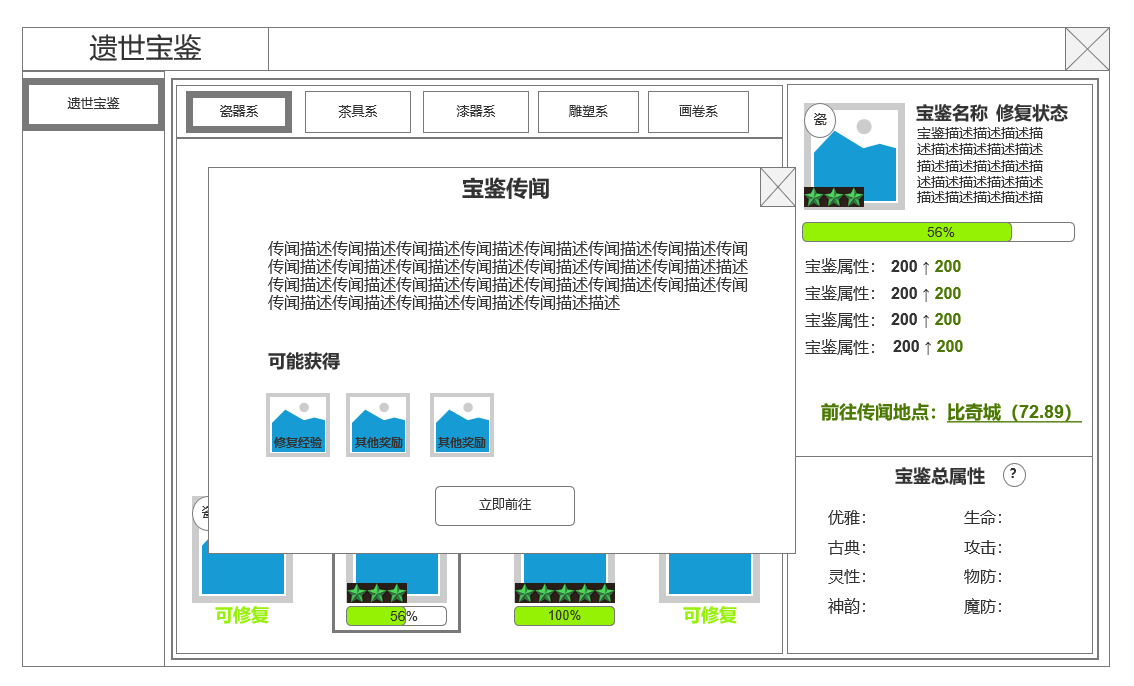 遗世宝鉴
遗世宝鉴
瓷器系
茶具系
漆器系
雕塑系
画卷系
宝鉴传闻
传闻描述传闻描述传闻描述传闻描述传闻描述传闻描述传闻描述传闻
传闻描述传闻描述传闻描述传闻描述传闻描述传闻描述传闻描述描述
传闻描述传闻描述传闻描述传闻描述传闻描述传闻描述传闻描述传闻
传闻描述传闻描述传闻描述传闻描述传闻描述描述
可能获得
修复经验
其他奖励
其他奖励
立即前往
瓷
可修复
56%
100%
可修复
瓷
宝鉴名称 修复状态
宝鉴描述描述描述描
述描述描述描述描述
描述描述描述描述描
述描述描述描述描述
描述描述描述描述描
56%
宝鉴属性： 200 ↑ 200
宝鉴属性： 200 ↑ 200
宝鉴属性： 200 ↑ 200
宝鉴属性： 200 ↑ 200
前往传闻地点：比奇城（72.89）
宝鉴总属性 ?
优雅： 生命：
古典： 攻击：
灵性： 物防：
神韵： 魔防：